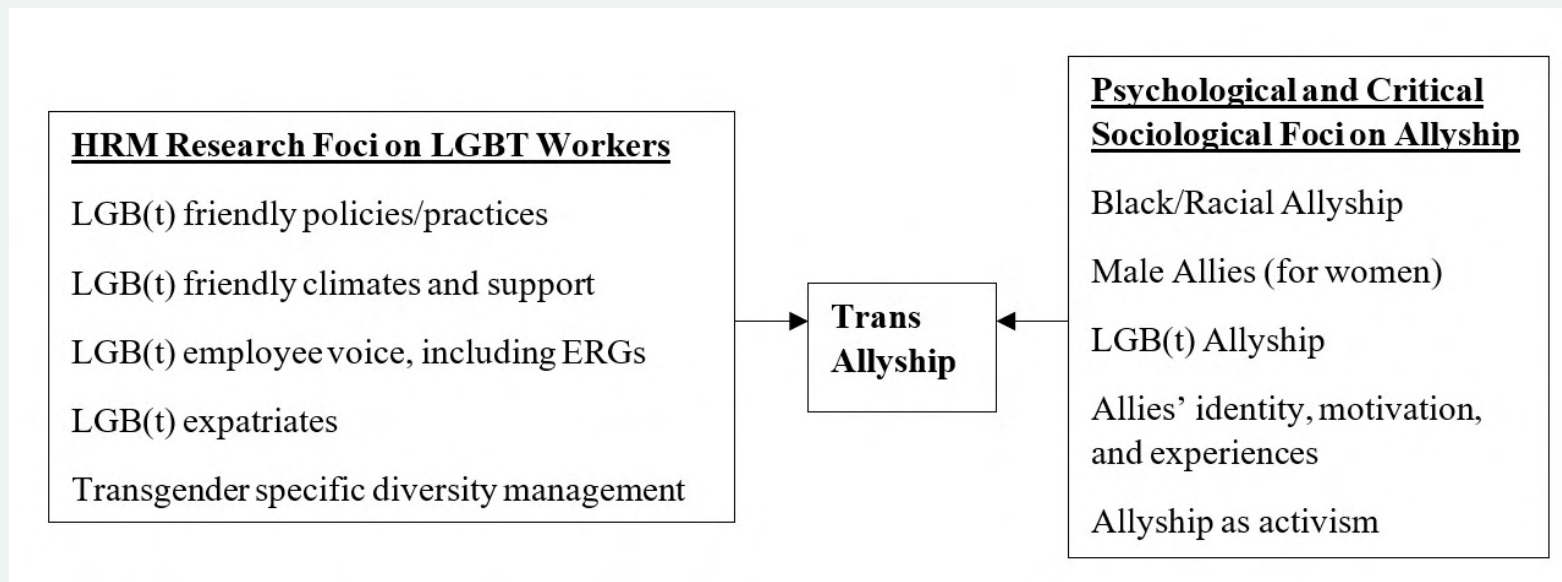 HRM Research Foci on LGBT Workers
LGB(t) friendly policies/practices
LGB(t) friendly climates and support
LGB(t) employee voice, including ERGs
LGB(t) expatriates
Transgender specific diversity management
Trans
Allyship
Psychological and Critical
Sociological Foci on Allyship
Black/Racial Allyship
Male Allies (for women)
LGB(t) Allyship
Allies’ identity, motivation,
and experiences
Allyship as activism